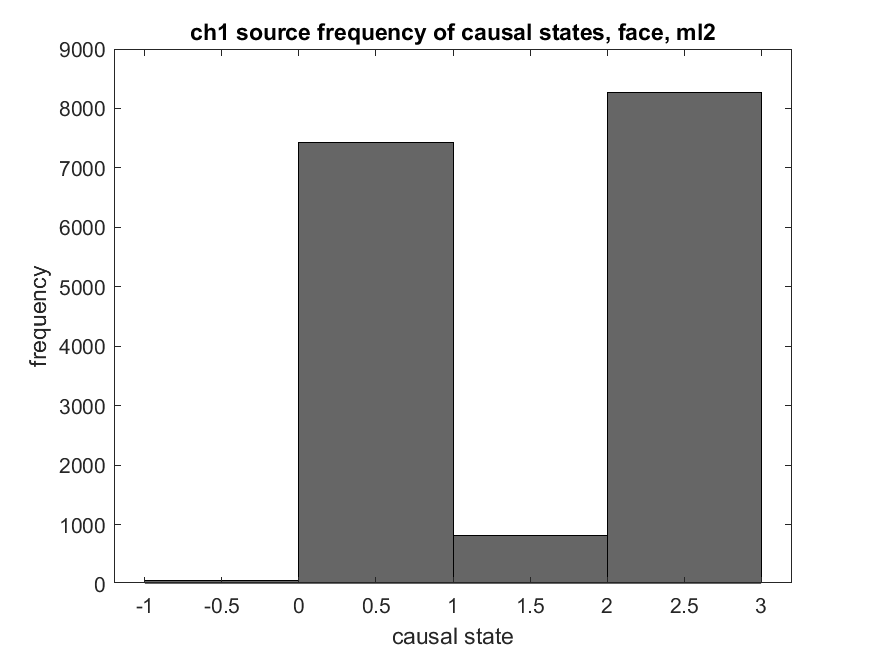 ch1 source frequency of causal states, face, ml2
9000
8000
7000
6000
5000
4000
3000
2000
1000
0
frequency
-1 -0.5 0 0.5 1 1.5 2 2.5 3
causal state